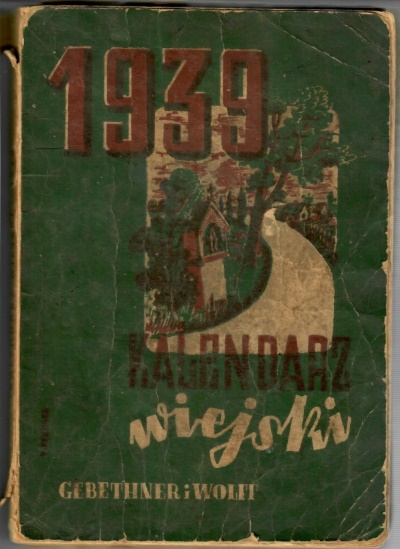 1939
KALENDARZ
wiejski
GEBETHNER i WOLFF